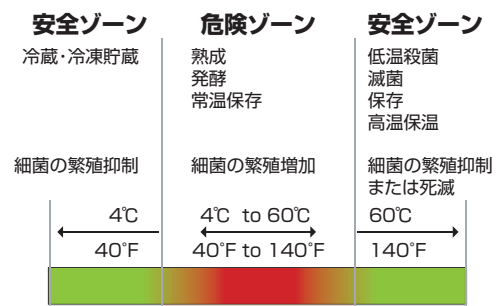 安全ゾーン
冷蔵・冷凍貯蔵
細菌の繁殖抑制
4℃
40°F
危険ゾーン
熟成
発酵
常温保存
細菌の繁殖増加
4℃ to 60℃
40°F to 140°F
安全ゾーン
低温殺菌
滅菌
保存
高温保温
細菌の繁殖抑制
または死滅
60℃
140°F